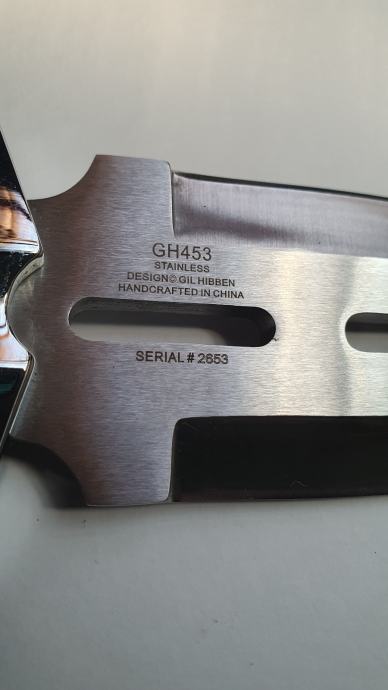 GH453
STAINLESS
DESIGN© GIL HIBBEN
HANDCRAFTED IN CHINA
SERIAL # 2653